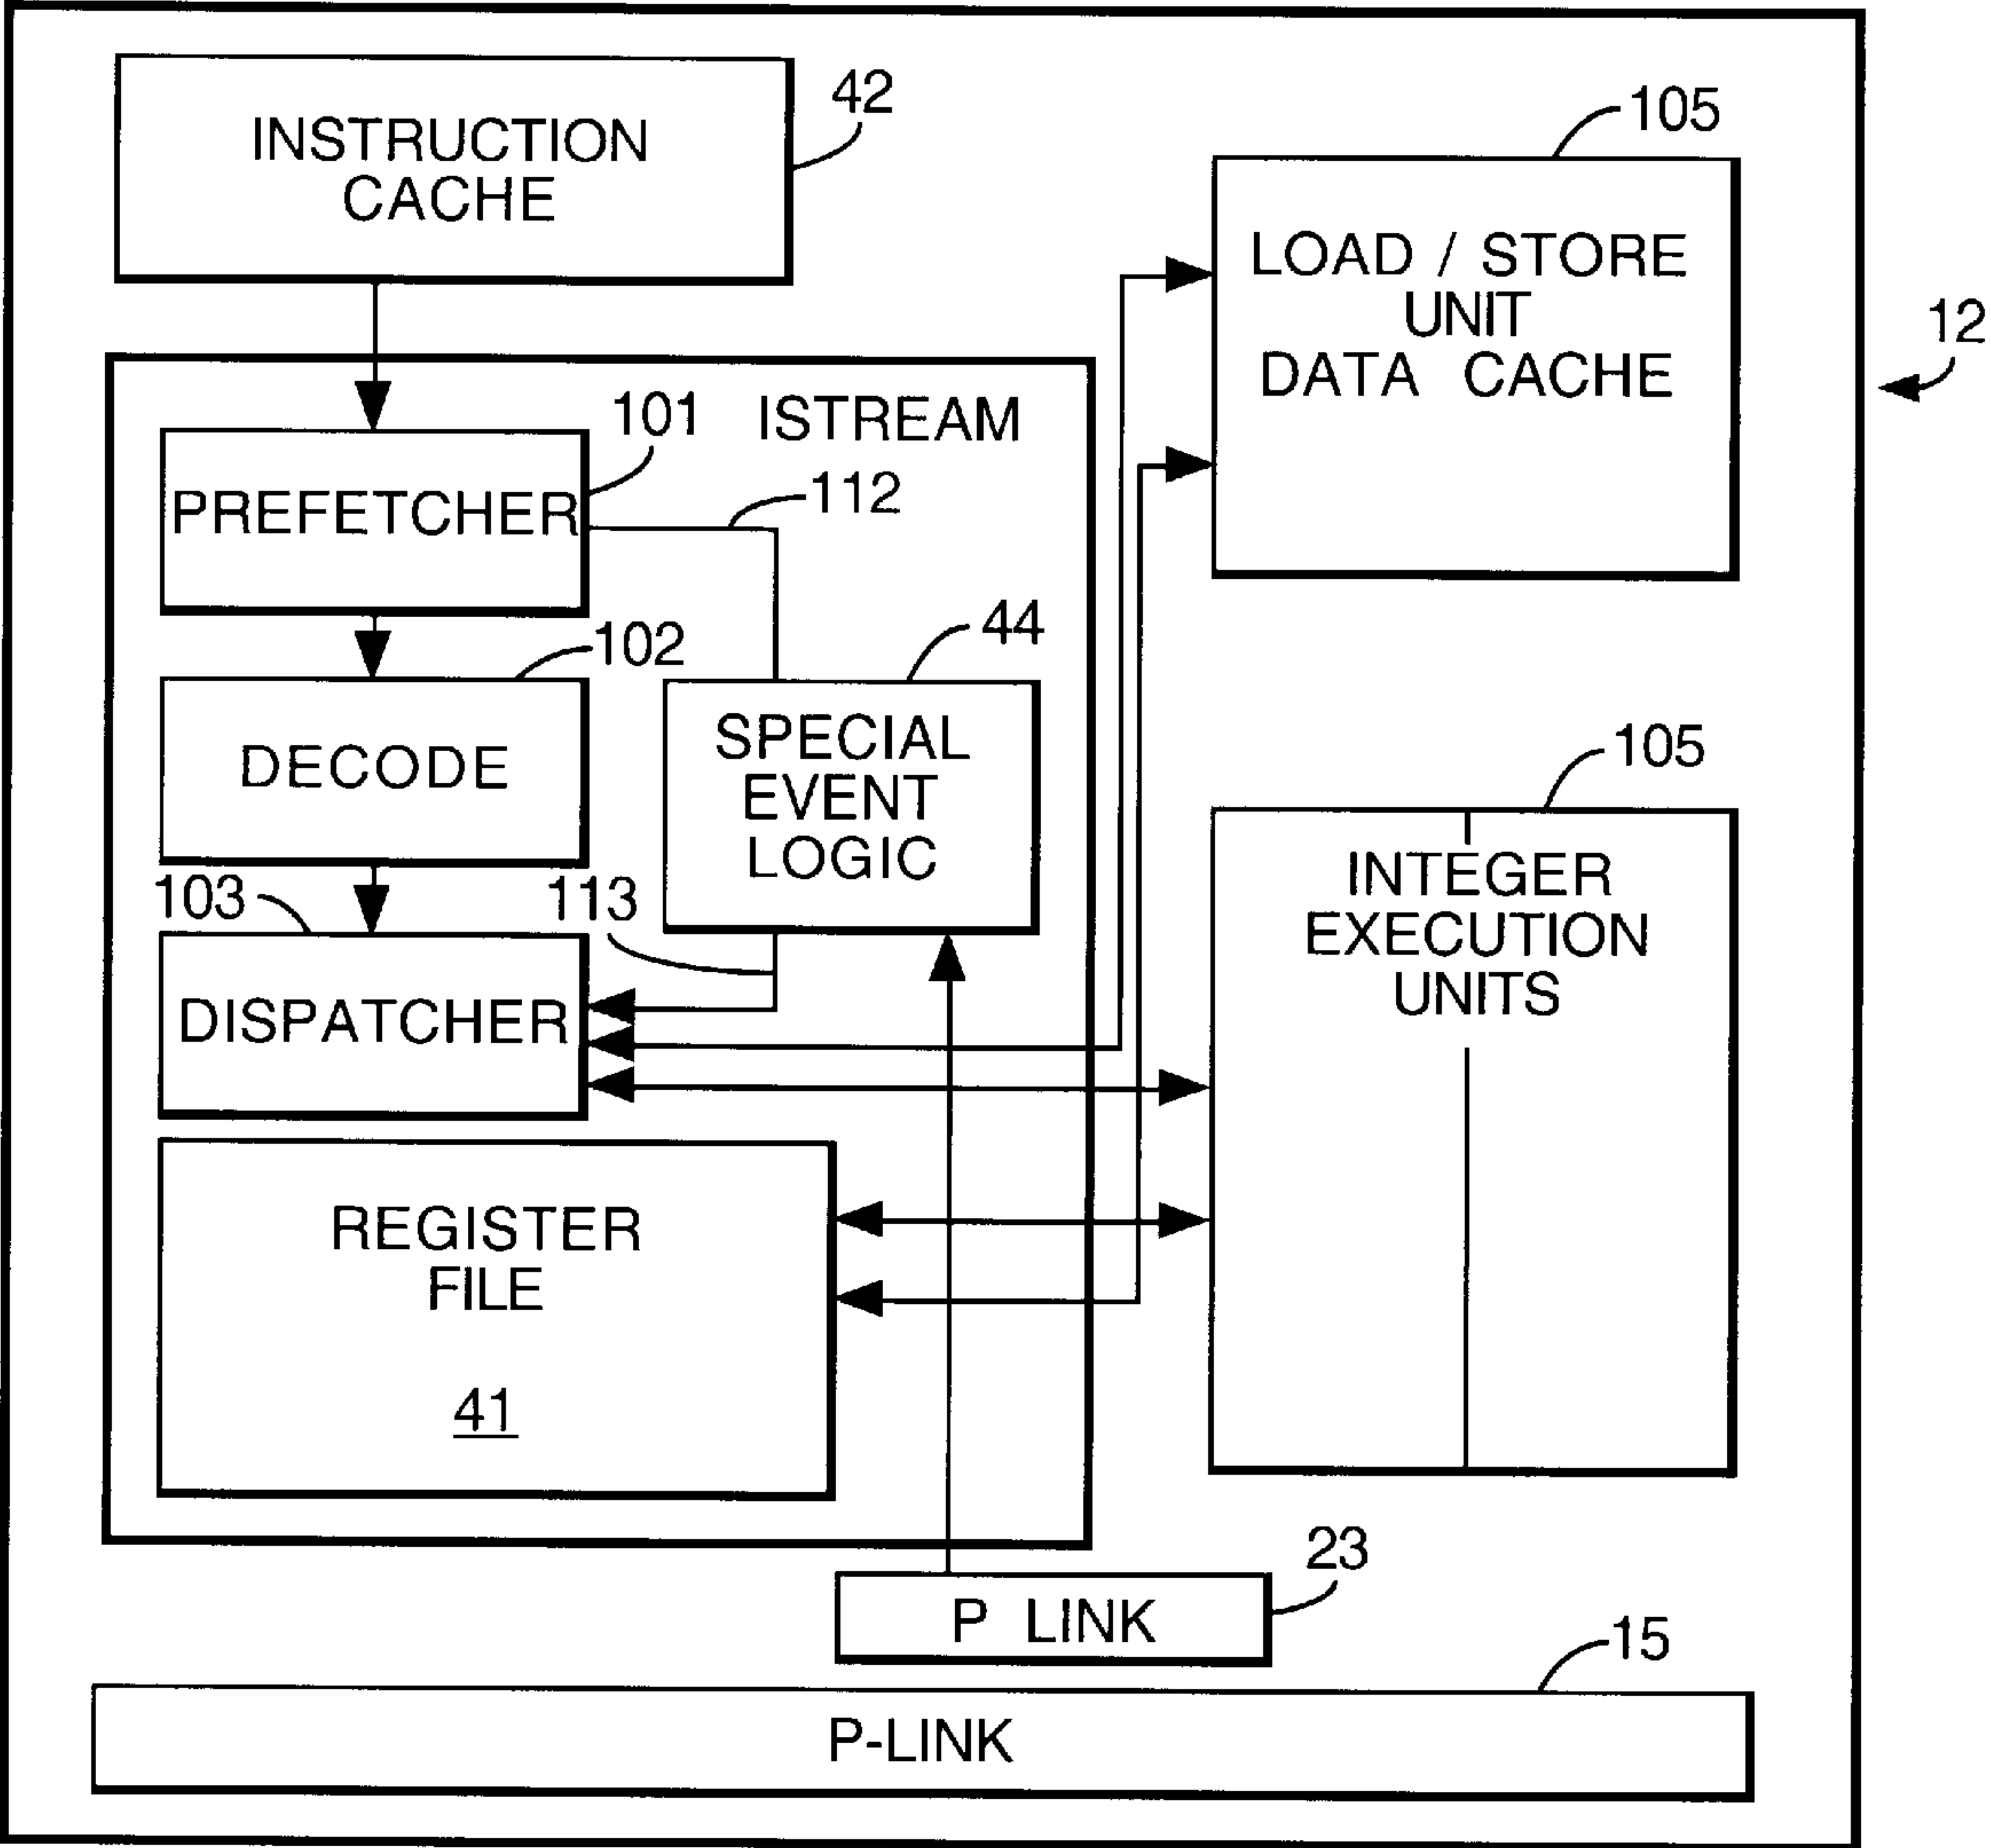 INSTRUCTION
CACHE
42
105
LOAD / STORE
UNIT
DATA CACHE
12
101
ISTREAM
PREFETCHER
112
102
44
DECODE
SPECIAL
EVENT
LOGIC
105
INTEGER
EXECUTION
UNITS
103
113
DISPATCHER
REGISTER
FILE
41
23
P LINK
15
P-LINK